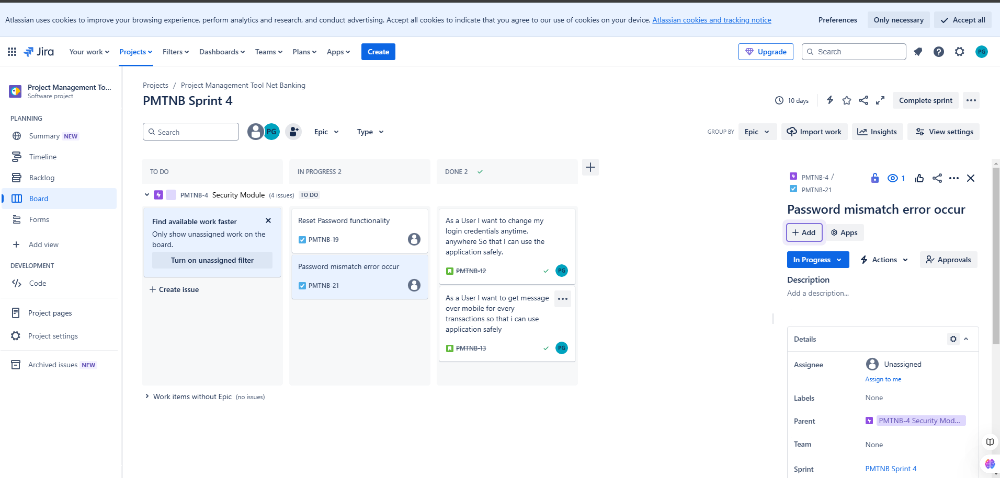 Atlassian uses cookies to improve your browsing experience, perform analytics and research, and conduct advertising. Accept all cookies to indicate that you agree to our use of cookies on your device. Atlassian cookies and tracking notice
Preferences
Only necessary
Accept all
Jira
Your work
Projects
Filters
Dashboards
Teams
Plans
Apps
Create
Upgrade
Search
PG
Project Management To...
Software project
PLANNING
Summary NEW
Timeline
Backlog
Board
Forms
Add view
DEVELOPMENT
Code
Project pages
Project settings
Archived issues NEW
Projects / Project Management Tool Net Banking
PMTNB Sprint 4
10 days
Complete sprint
Search
PG
Epic
Type
GROUP BY
Epic
Import work
Insights
View settings
TO DO
IN PROGRESS 2
DONE 2
PMTNB-4 Security Module (4 issues) TO DO
Find available work faster
Only show unassigned work on the
board.
Turn on unassigned filter
Create issue
Reset Password functionality
PMTNB-19
Password mismatch error occur
PMTNB-21
As a User I want to change my
login credentials anytime,
anywhere So that I can use the
application safely.
PMTNB-12
PG
As a User I want to get message
over mobile for every
transactions so that i can use
application safely
PMTNB-13
PG
Work items without Epic (no issues)
PMTNB-4 /
PMTNB-21
1
Password mismatch error occur
Add
Apps
In Progress
Actions
Approvals
Description
Add a description...
Details
Assignee
Unassigned
Assign to me
Labels
None
Parent
PMTNB-4 Security Mod...
Team
None
Sprint
PMTNB Sprint 4